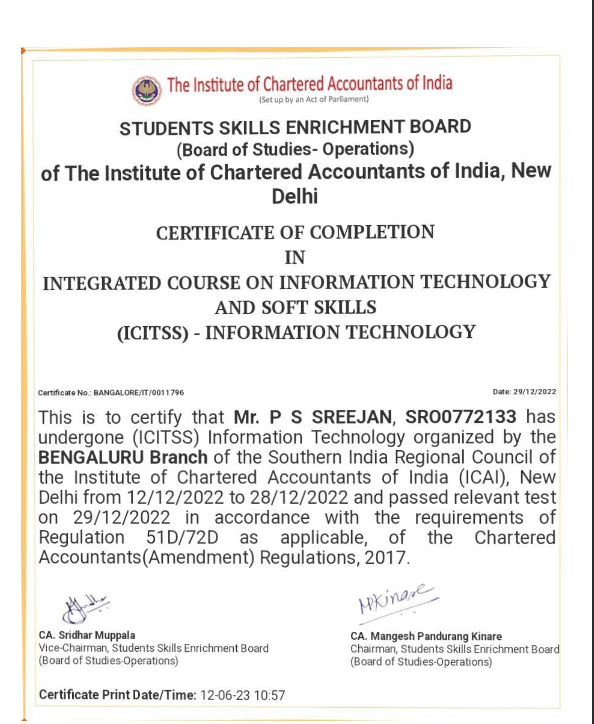 The Institute of Chartered Accountants of India
(Set up by an Act of Parliament)
STUDENTS SKILLS ENRICHMENT BOARD
(Board of Studies- Operations)
of The Institute of Chartered Accountants of India, New
Delhi
CERTIFICATE OF COMPLETION
IN
INTEGRATED COURSE ON INFORMATION TECHNOLOGY
AND SOFT SKILLS
(ICITSS) - INFORMATION TECHNOLOGY
Certificate No.: BANGALORE/IT/0011796
Date: 29/12/2022
This is to certify that Mr. P S SREEJAN, SRO0772133 has
undergone (ICITSS) Information Technology organized by the
BENGALURU Branch of the Southern India Regional Council of
the Institute of Chartered Accountants of India (ICAI), New
Delhi from 12/12/2022 to 28/12/2022 and passed relevant test
on 29/12/2022 in accordance with the requirements of
Regulation 51D/72D as applicable, of the Chartered
Accountants(Amendment) Regulations, 2017.
MPKinare
CA. Sridhar Muppala
Vice-Chairman, Students Skills Enrichment Board
(Board of Studies-Operations)
CA. Mangesh Pandurang Kinare
Chairman, Students Skills Enrichment Board
(Board of Studies-Operations)
Certificate Print Date/Time: 12-06-23 10:57